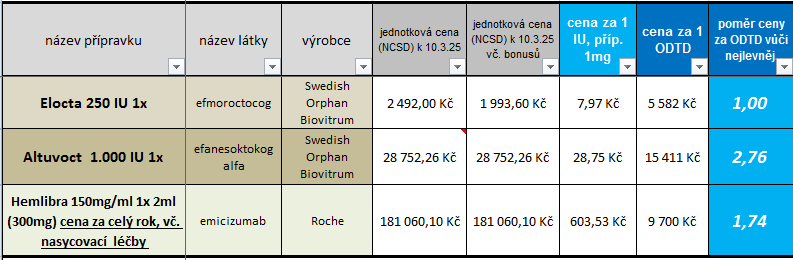 název přípravku
název látky
výrobce
jednotková cena
(NCSD) k 10.3.25
jednotková cena
(NCSD) k 10.3.25
vč. bonusů
cena za 1
IU, příp.
1mg
cena za 1
ODTD
poměr ceny
za ODTD vůči
nejlevněj
Elocta 250 IU 1x
efmoroctocog
Swedish
Orphan
Biovitrum
2 492,00 Kč
1 993,60 Kč
7,97 Kč
5 582 Kč
1,00
Altuvoct 1.000 IU 1x
efanesoktokog
alfa
Swedish
Orphan
Biovitrum
28 752,26 Kč
28 752,26 Kč
28,75 Kč
15 411 Kč
2,76
Hemlibra 150mg/ml 1x 2ml
(300mg) cena za celý rok, vč.
nasycovací léčby
emicizumab
Roche
181 060,10 Kč
181 060,10 Kč
603,53 Kč
9 700 Kč
1,74